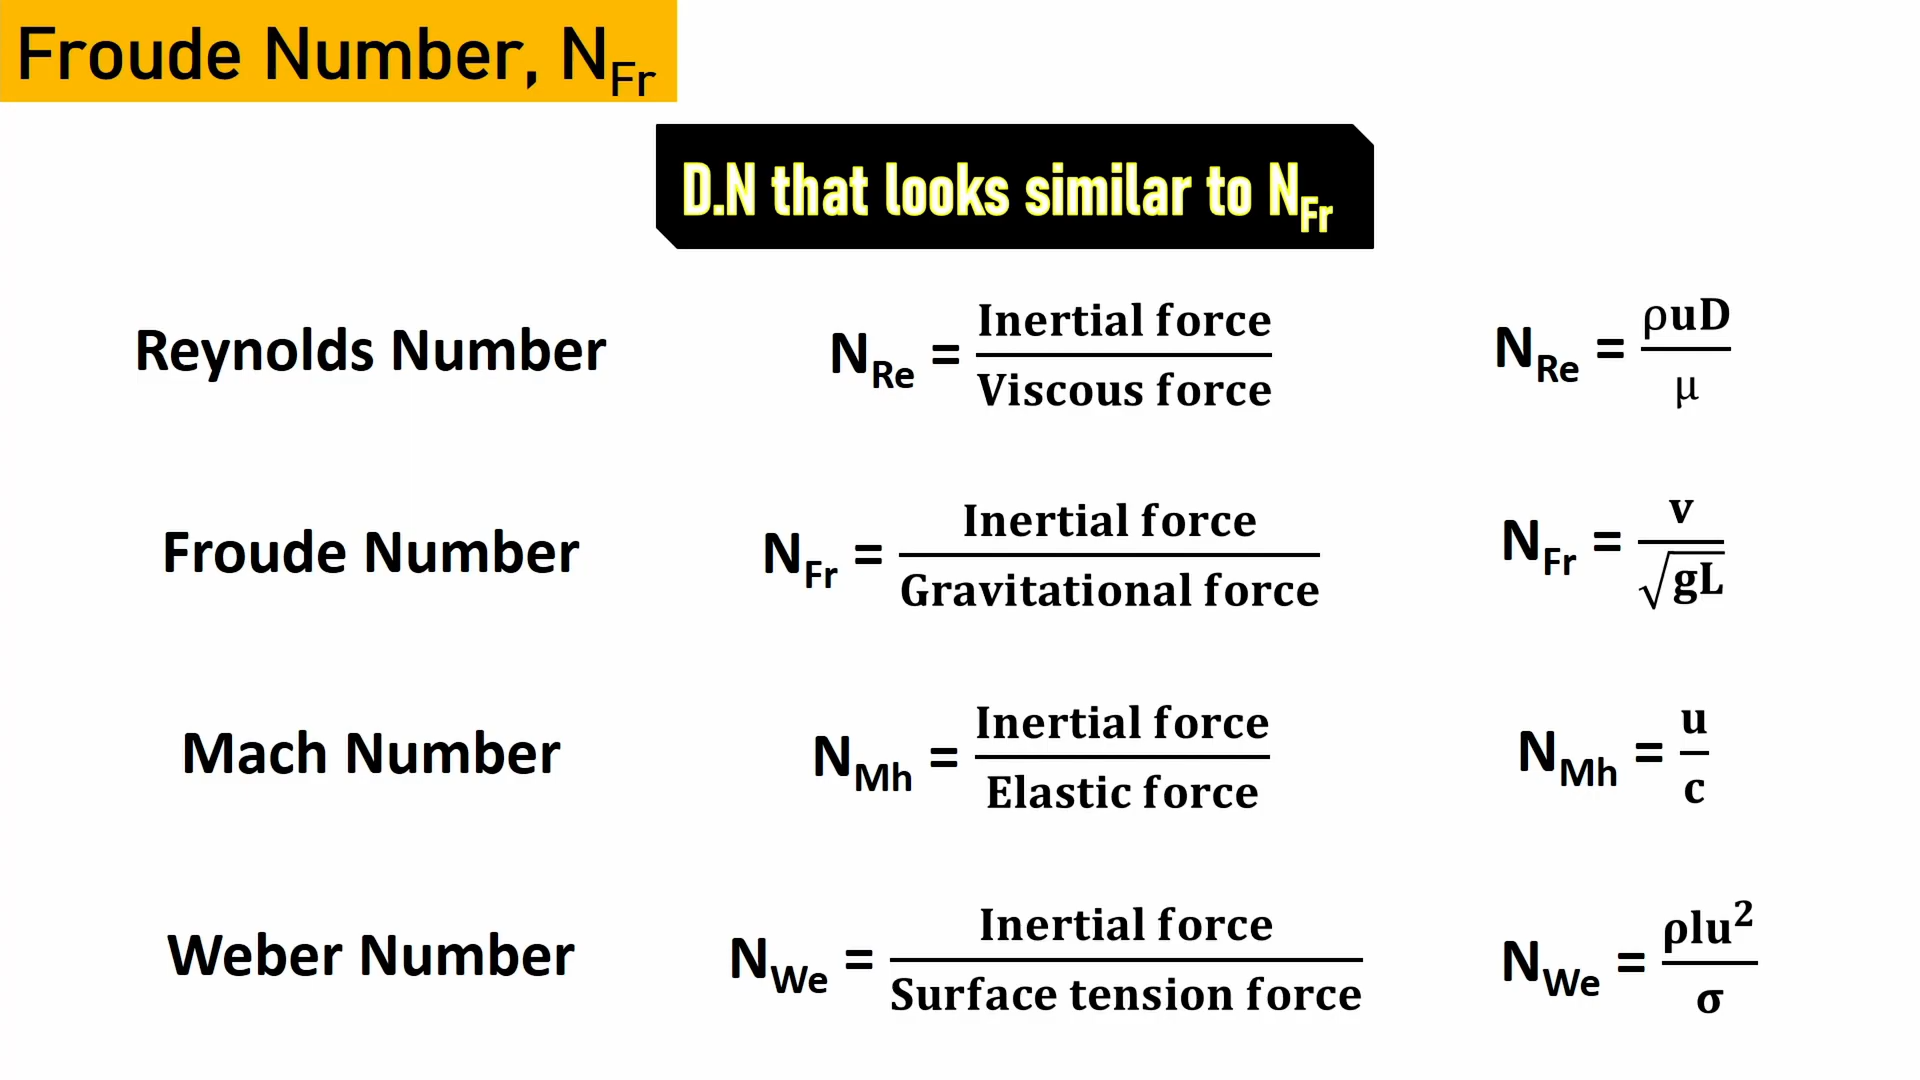 Froude Number, N_Fr
D.N that looks similar to N_Fr
Reynolds Number N_Re = Inertial force / Viscous force N_Re = ρuD / μ
Froude Number N_Fr = Inertial force / Gravitational force N_Fr = v / √gL
Mach Number N_Mh = Inertial force / Elastic force N_Mh = u / c
Weber Number N_We = Inertial force / Surface tension force N_We = ρlu² / σ